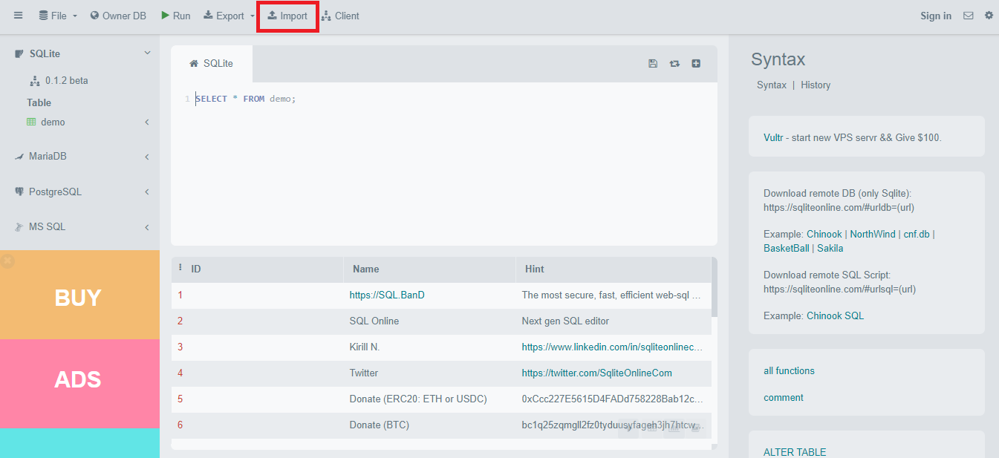 File Owner DB Run Export Import Client Sign in
SQLite
0.1.2 beta
Table
demo
MariaDB
PostgreSQL
MS SQL
BUY
ADS
SQLite
1 SELECT * FROM demo;
ID Name Hint
1 https://SQL.BanD The most secure, fast, efficient web-sql ...
2 SQL Online Next gen SQL editor
3 Kirill N. https://www.linkedin.com/in/sqliteonlinec...
4 Twitter https://twitter.com/SqliteOnlineCom
5 Donate (ERC20: ETH or USDC) 0xCcc227E5615D4FADd758228Bab12c...
6 Donate (BTC)
Syntax
Syntax | History
Vultr - start new VPS servr && Give $100.
Download remote DB (only Sqlite):
https://sqliteonline.com/#urldb=(url)
Example: Chinook | NorthWind | cnf.db |
BasketBall | Sakila
Download remote SQL Script:
https://sqliteonline.com/#urlsql=(url)
Example: Chinook SQL
all functions
comment
ALTER TABLE